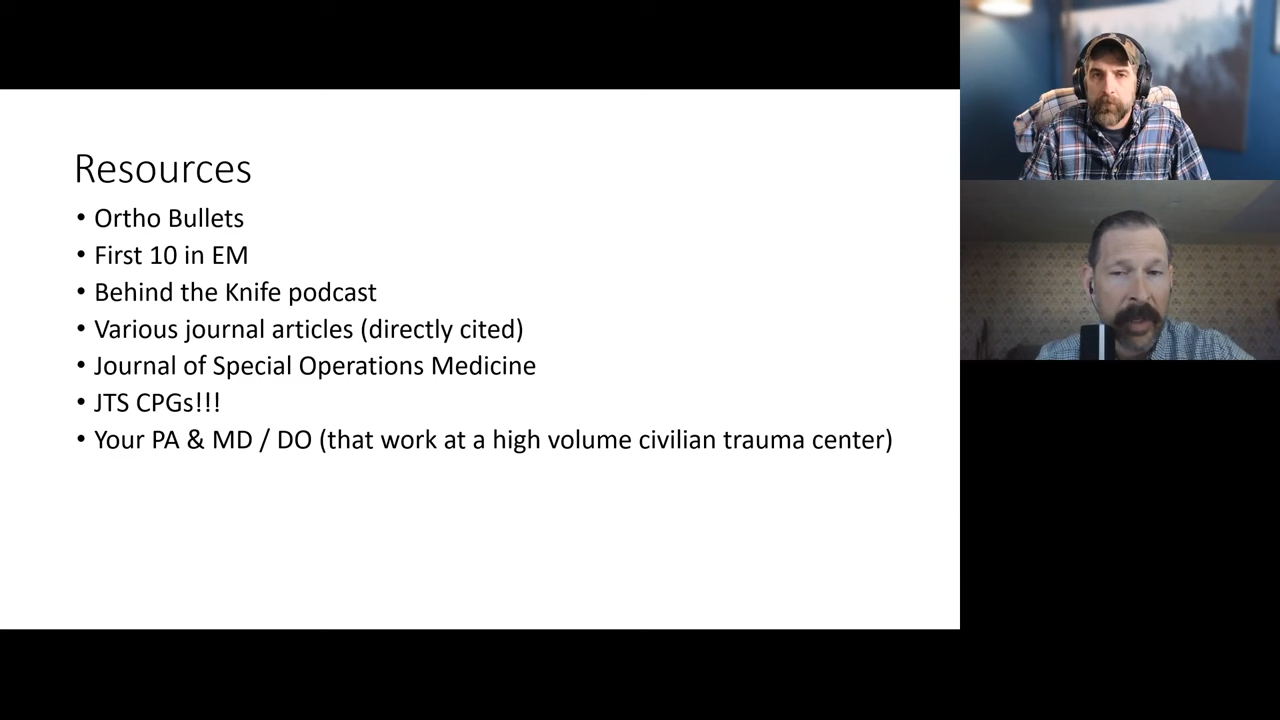 Resources
• Ortho Bullets
• First 10 in EM
• Behind the Knife podcast
• Various journal articles (directly cited)
• Journal of Special Operations Medicine
• JTS CPGs!!!
• Your PA & MD / DO (that work at a high volume civilian trauma center)